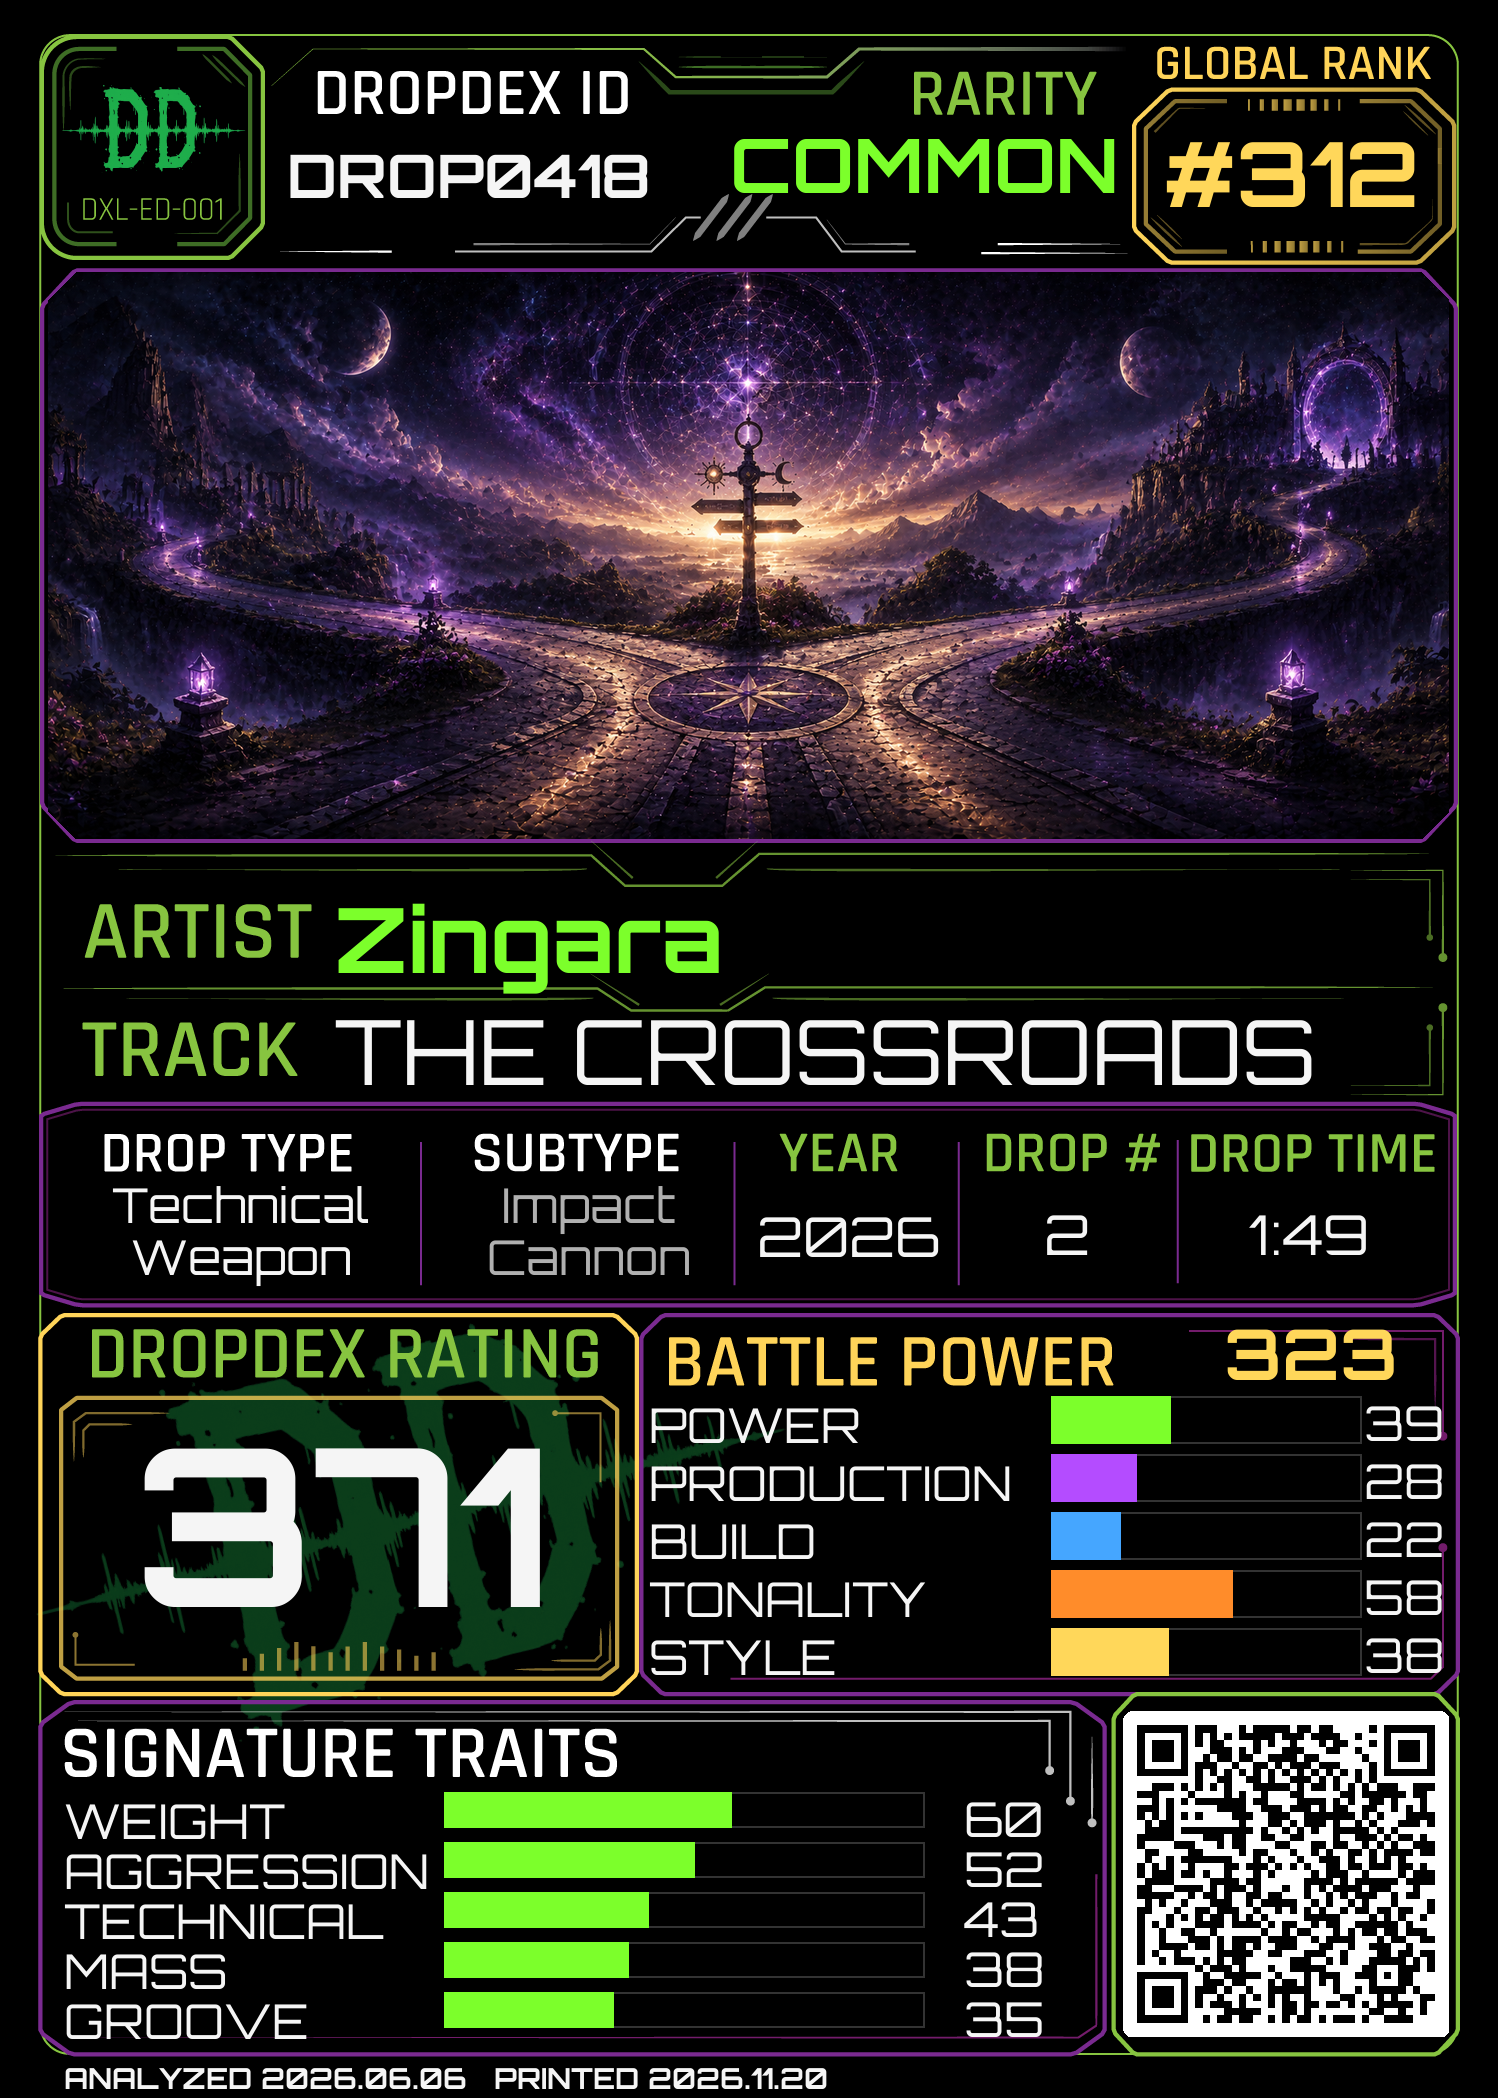 DD
DXL-ED-001
DROPDEX ID
DROP0418
RARITY
COMMON
GLOBAL RANK
#312
ARTIST Zingara
TRACK THE CROSSROADS
DROP TYPE
Technical
Weapon
SUBTYPE
Impact
Cannon
YEAR
2026
DROP #
2
DROP TIME
1:49
DROPDEX RATING
371
BATTLE POWER 323
POWER 39
PRODUCTION 28
BUILD 22
TONALITY 58
STYLE 38
SIGNATURE TRAITS
WEIGHT 60
AGGRESSION 52
TECHNICAL 43
MASS 38
GROOVE 35
ANALYZED 2026.06.06 PRINTED 2026.11.20